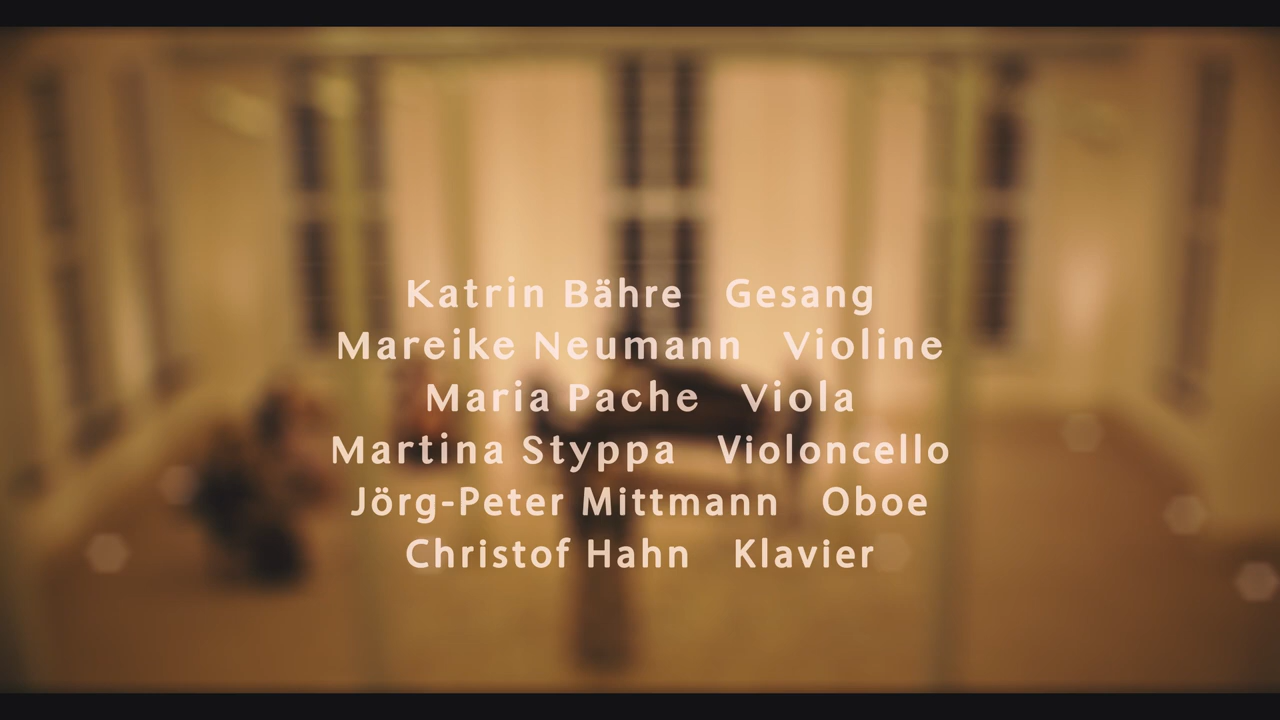 Katrin Bähre Gesang
Mareike Neumann Violine
Maria Pache Viola
Martina Styppa Violoncello
Jörg-Peter Mittmann Oboe
Christof Hahn Klavier